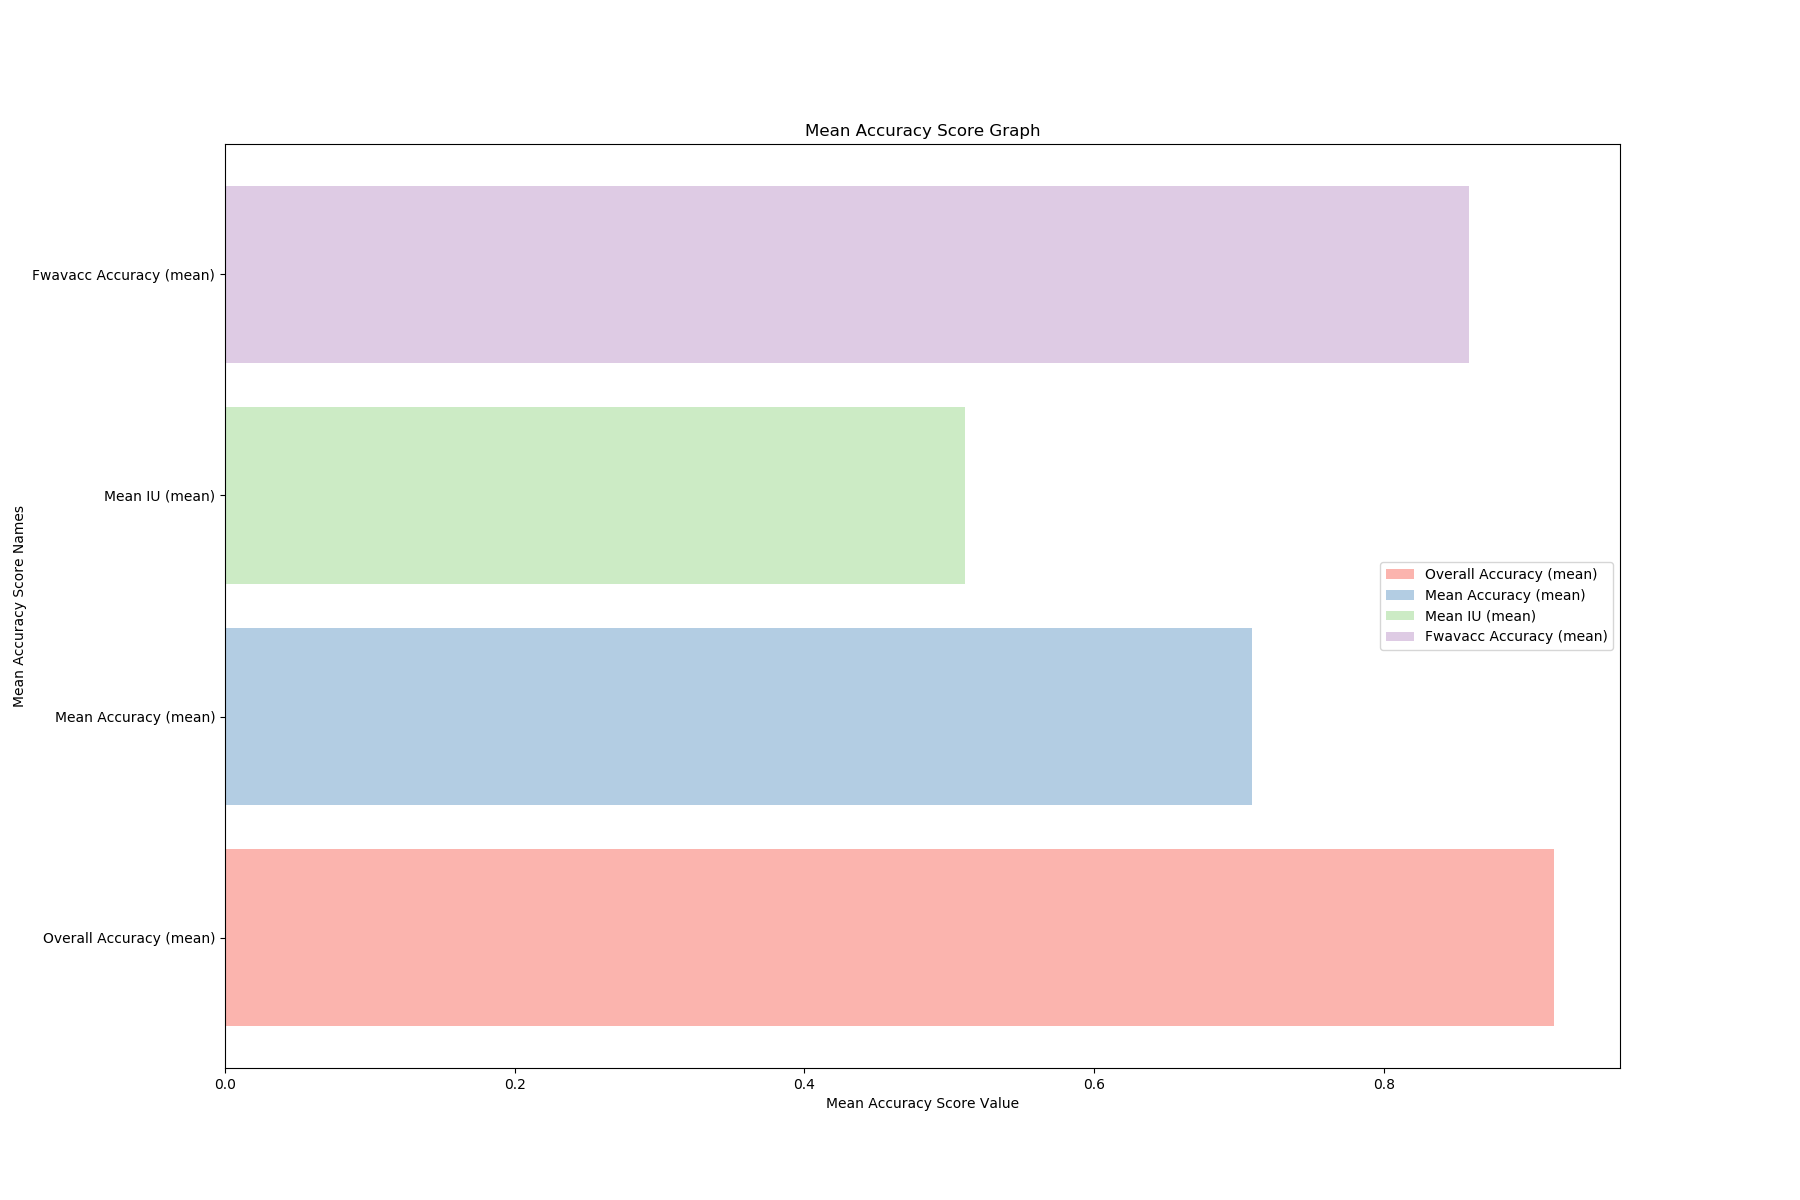 Mean Accuracy Score Graph
Fwavacc Accuracy (mean)
Mean IU (mean)
Mean Accuracy (mean)
Overall Accuracy (mean)
Mean Accuracy Score Names
Overall Accuracy (mean)
Mean Accuracy (mean)
Mean IU (mean)
Fwavacc Accuracy (mean)
0.0 0.2 0.4 0.6 0.8
Mean Accuracy Score Value